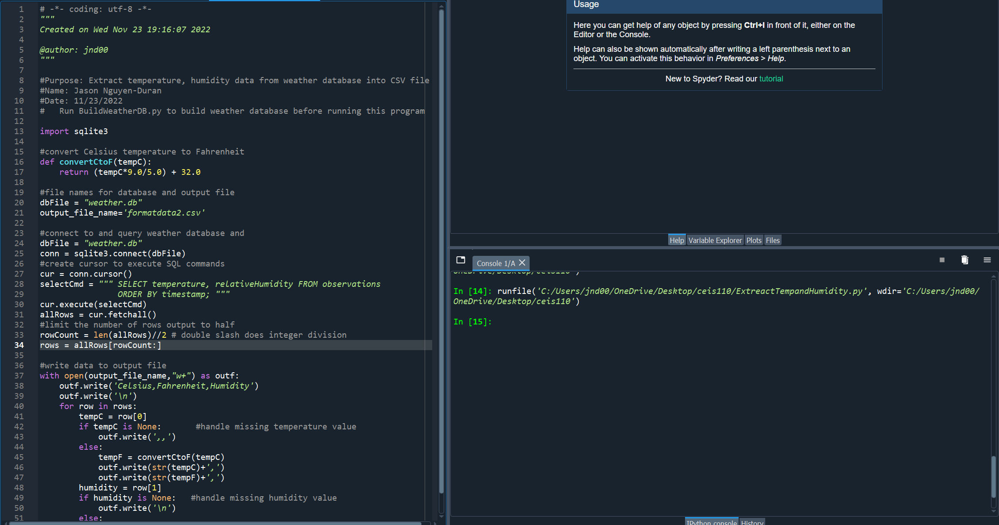 1 # -*- coding: utf-8 -*-
2 """
3 Created on Wed Nov 23 19:16:07 2022
4
5 @author: jnd00
6 """
7
8 #Purpose: Extract temperature, humidity data from weather database into CSV file
9 #Name: Jason Nguyen-Duran
10 #Date: 11/23/2022
11 #   Run BuildWeatherDB.py to build weather database before running this program
12
13 import sqlite3
14
15 #convert Celsius temperature to Fahrenheit
16 def convertCtoF(tempC):
17     return (tempC*9.0/5.0) + 32.0
18
19 #file names for database and output file
20 dbFile = "weather.db"
21 output_file_name='formatdata2.csv'
22
23 #connect to and query weather database and
24 dbFile = "weather.db"
25 conn = sqlite3.connect(dbFile)
26 #create cursor to execute SQL commands
27 cur = conn.cursor()
28 selectCmd = """ SELECT temperature, relativeHumidity FROM observations
29                 ORDER BY timestamp; """
30 cur.execute(selectCmd)
31 allRows = cur.fetchall()
32 #limit the number of rows output to half
33 rowCount = len(allRows)//2 # double slash does integer division
34 rows = allRows[rowCount:]
35
36 #write data to output file
37 with open(output_file_name,"w+") as outf:
38     outf.write('Celsius,Fahrenheit,Humidity')
39     outf.write('\n')
40     for row in rows:
41         tempC = row[0]
42         if tempC is None:       #handle missing temperature value
43             outf.write(',,')
44         else:
45             tempF = convertCtoF(tempC)
46             outf.write(str(tempC)+',')
47             outf.write(str(tempF)+',')
48         humidity = row[1]
49         if humidity is None:   #handle missing humidity value
50             outf.write('\n')
51         else:
Usage
Here you can get help of any object by pressing Ctrl+I in front of it, either on the
Editor or the Console.
Help can also be shown automatically after writing a left parenthesis next to an
object. You can activate this behavior in Preferences > Help.
New to Spyder? Read our tutorial
Help Variable Explorer Plots Files
Console 1/A
OneDrive/Desktop/ceis110')
In [14]: runfile('C:/Users/jnd00/OneDrive/Desktop/ceis110/ExtreactTempandHumidity.py', wdir='C:/Users/jnd00/
OneDrive/Desktop/ceis110')
In [15]:
IPython console History